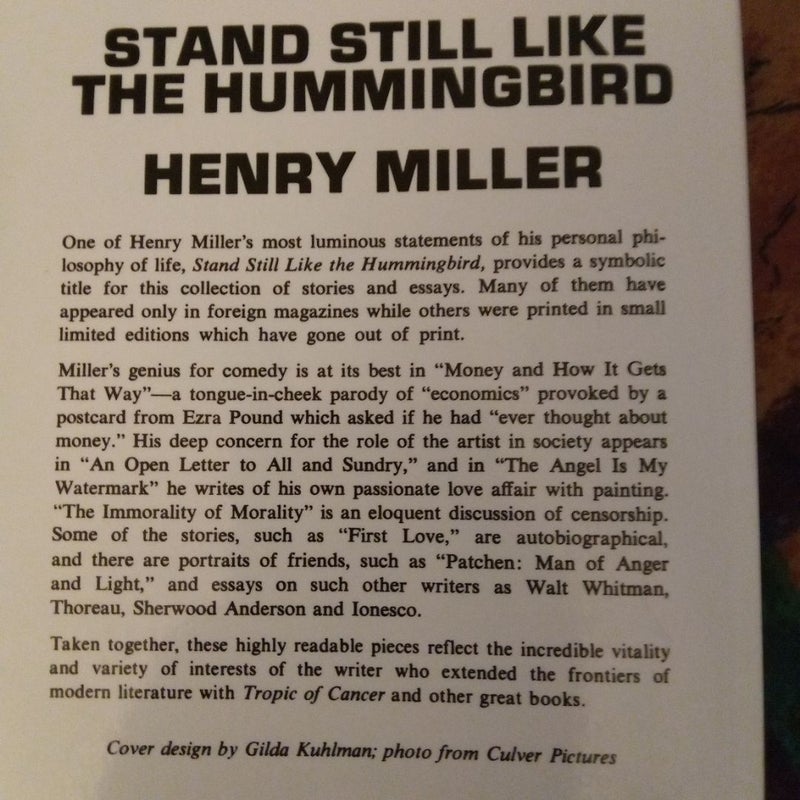 STAND STILL LIKE
THE HUMMINGBIRD
HENRY MILLER
One of Henry Miller's most luminous statements of his personal phi-
losophy of life, Stand Still Like the Hummingbird, provides a symbolic
title for this collection of stories and essays. Many of them have
appeared only in foreign magazines while others were printed in small
limited editions which have gone out of print.
Miller's genius for comedy is at its best in “Money and How It Gets
That Way”—a tongue-in-cheek parody of “economics” provoked by a
postcard from Ezra Pound which asked if he had “ever thought about
money.” His deep concern for the role of the artist in society appears
in “An Open Letter to All and Sundry,” and in “The Angel Is My
Watermark” he writes of his own passionate love affair with painting.
“The Immorality of Morality” is an eloquent discussion of censorship.
Some of the stories, such as “First Love,” are autobiographical,
and there are portraits of friends, such as “Patchen: Man of Anger
and Light,” and essays on such other writers as Walt Whitman,
Thoreau, Sherwood Anderson and Ionesco.
Taken together, these highly readable pieces reflect the incredible vitality
and variety of interests of the writer who extended the frontiers of
modern literature with Tropic of Cancer and other great books.
Cover design by Gilda Kuhlman; photo from Culver Pictures